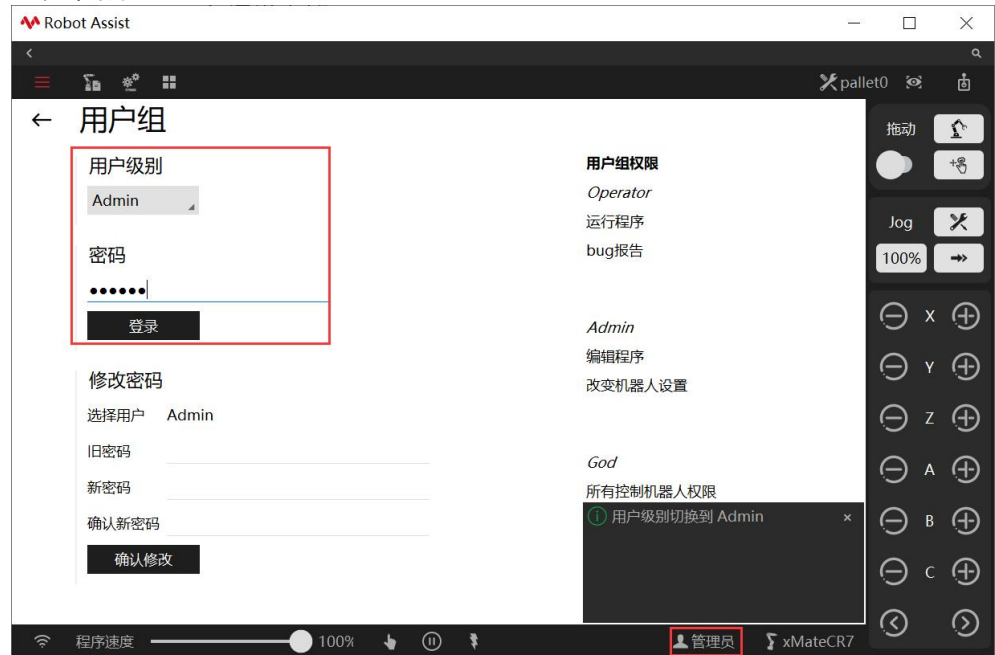 Robot Assist
pallet0
用户组
用户级别
Admin
密码
登录
修改密码
选择用户 Admin
旧密码
新密码
确认新密码
确认修改
用户组权限
Operator
运行程序
bug报告
Admin
编辑程序
改变机器人设置
God
所有控制机器人权限
用户级别切换到 Admin
拖动
Jog
100%
X
Y
Z
A
B
C
程序速度 100%
管理员
xMateCR7